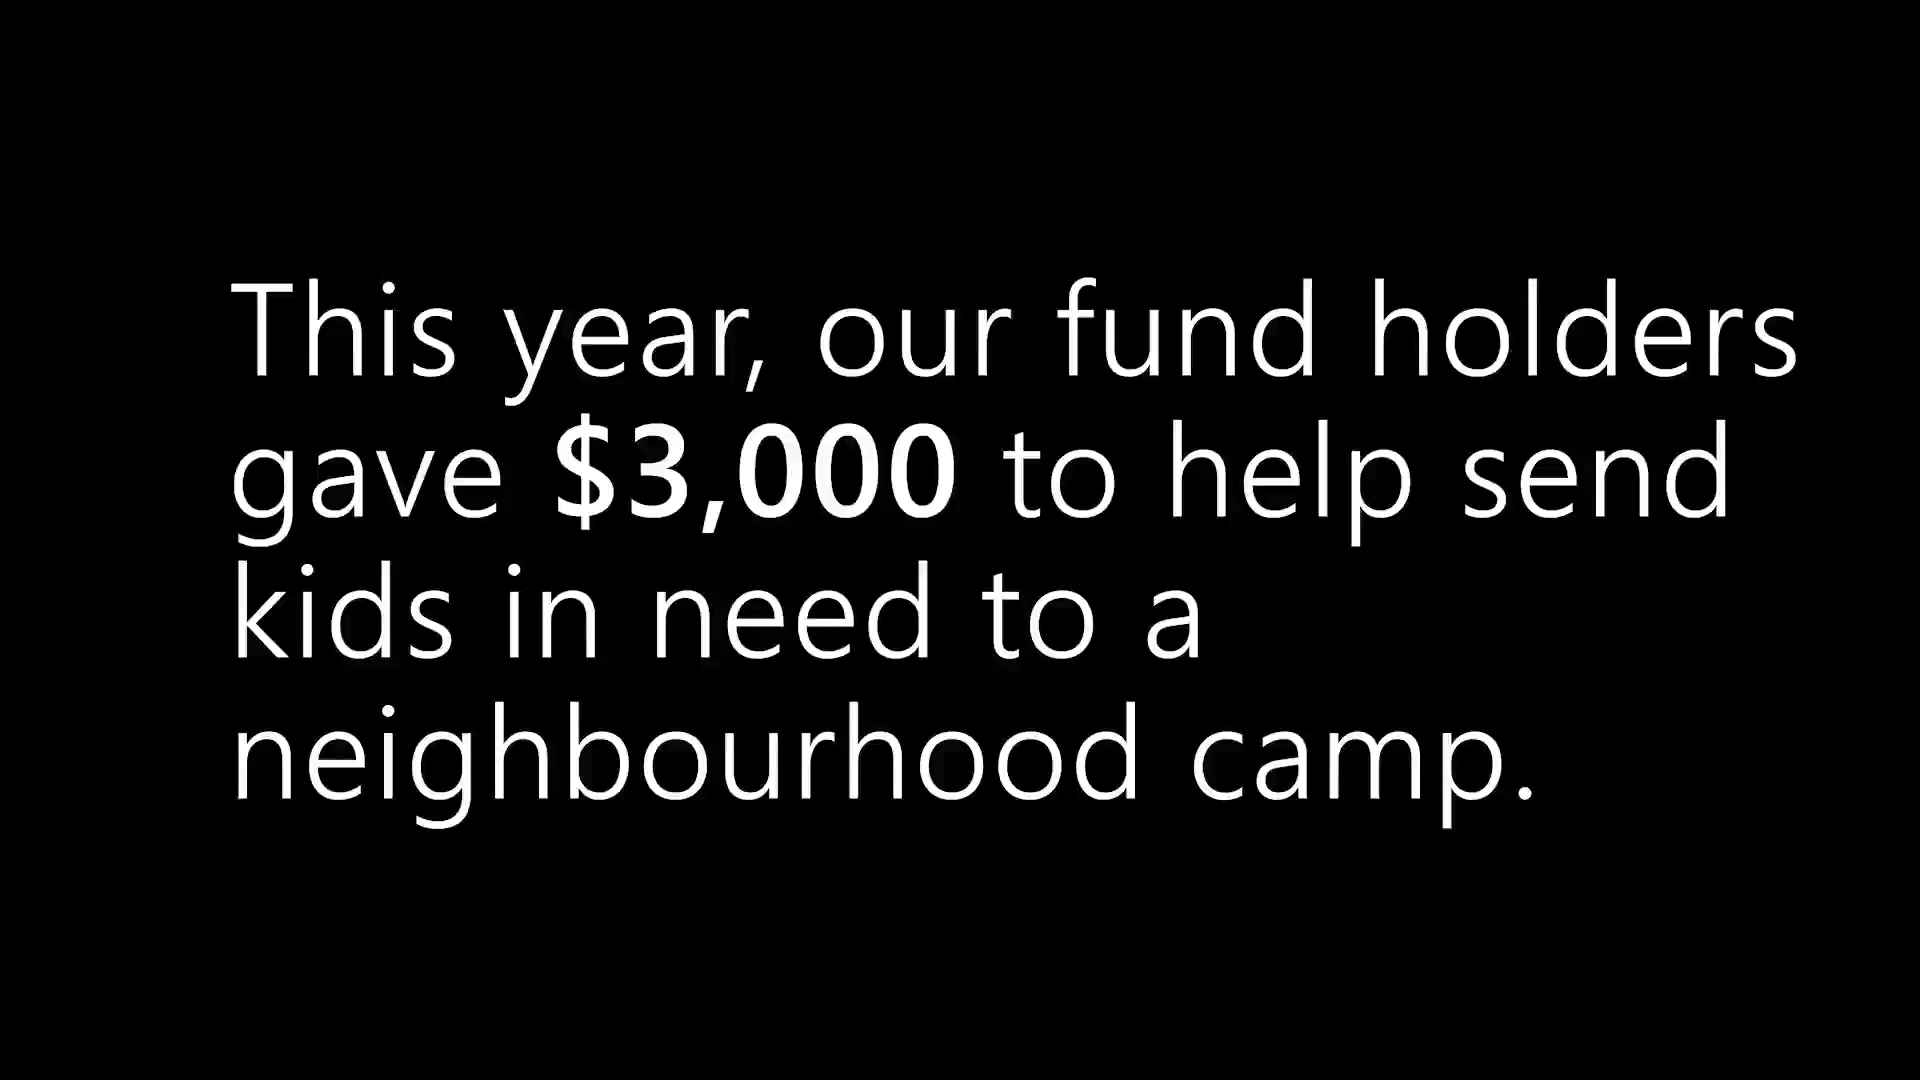 This year, our fund holders
gave $3,000 to help send
kids in need to a
neighbourhood camp.